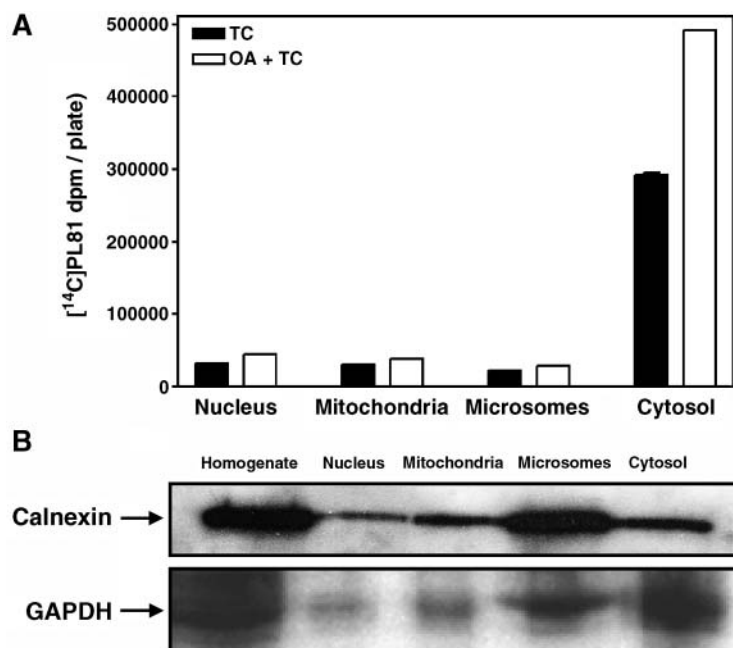 A
[¹⁴C]PL81 dpm / plate
500000
400000
300000
200000
100000
0
TC
OA + TC
Nucleus Mitochondria Microsomes Cytosol
B
Homogenate Nucleus Mitochondria Microsomes Cytosol
Calnexin
GAPDH